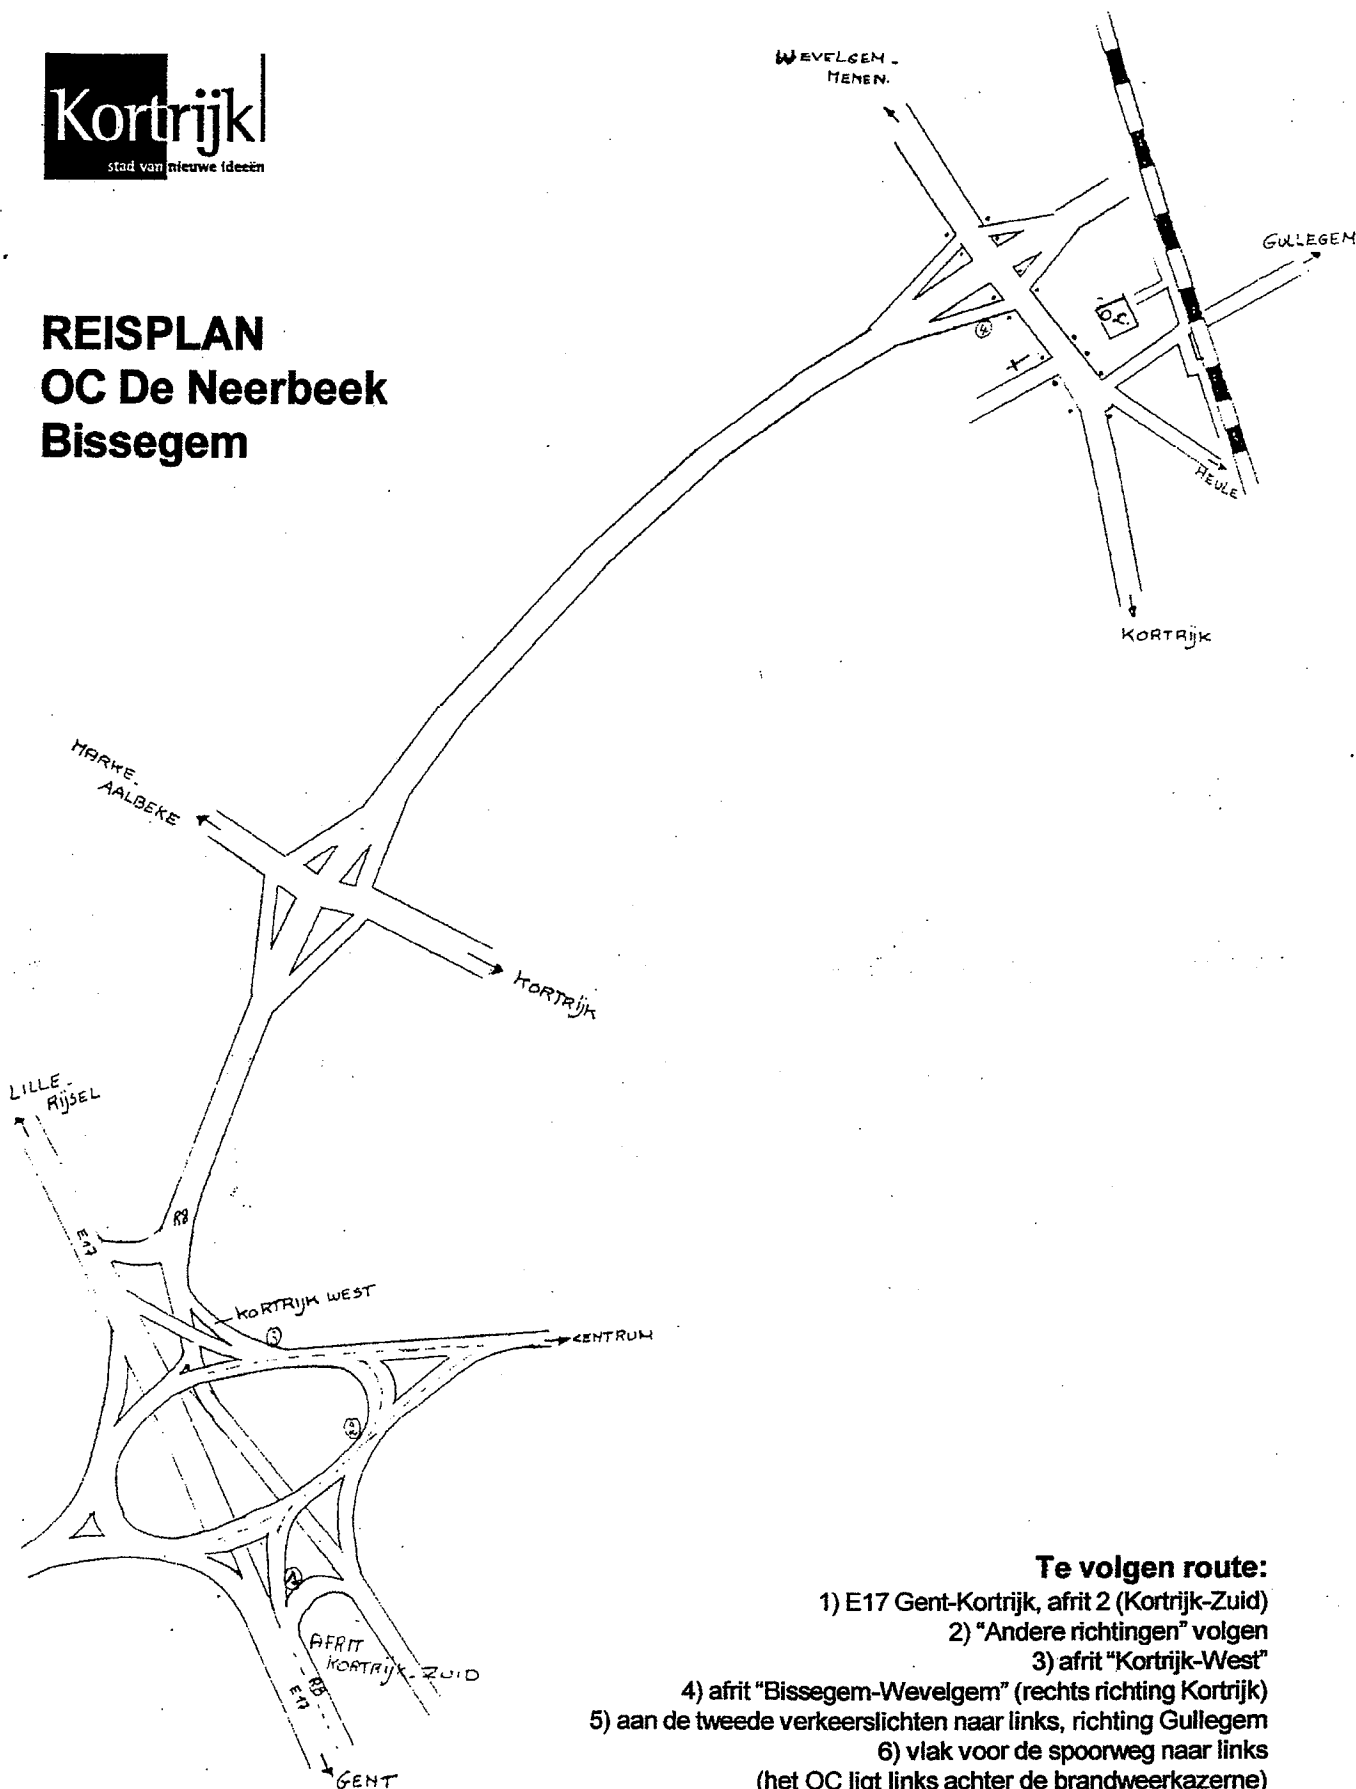 Kortrijk
stad van nieuwe ideeën
REISPLAN
OC De Neerbeek
Bissegem
WEVELGEM -
MENEN.
GULLEGEM
O.C.
4
HEULE
KORTRIJK
MARKE -
AALBEKE
KORTRIJK
LILLE -
RIJSEL
R8
E17
KORTRIJK WEST
3
CENTRUM
2
1
AFRIT
KORTRIJK-ZUID
R8
E17
GENT
Te volgen route:
1) E17 Gent-Kortrijk, afrit 2 (Kortrijk-Zuid)
2) "Andere richtingen" volgen
3) afrit "Kortrijk-West"
4) afrit "Bissegem-Wevelgem" (rechts richting Kortrijk)
5) aan de tweede verkeerslichten naar links, richting Gullegem
6) vlak voor de spoorweg naar links
(het OC ligt links achter de brandweerkazerne)